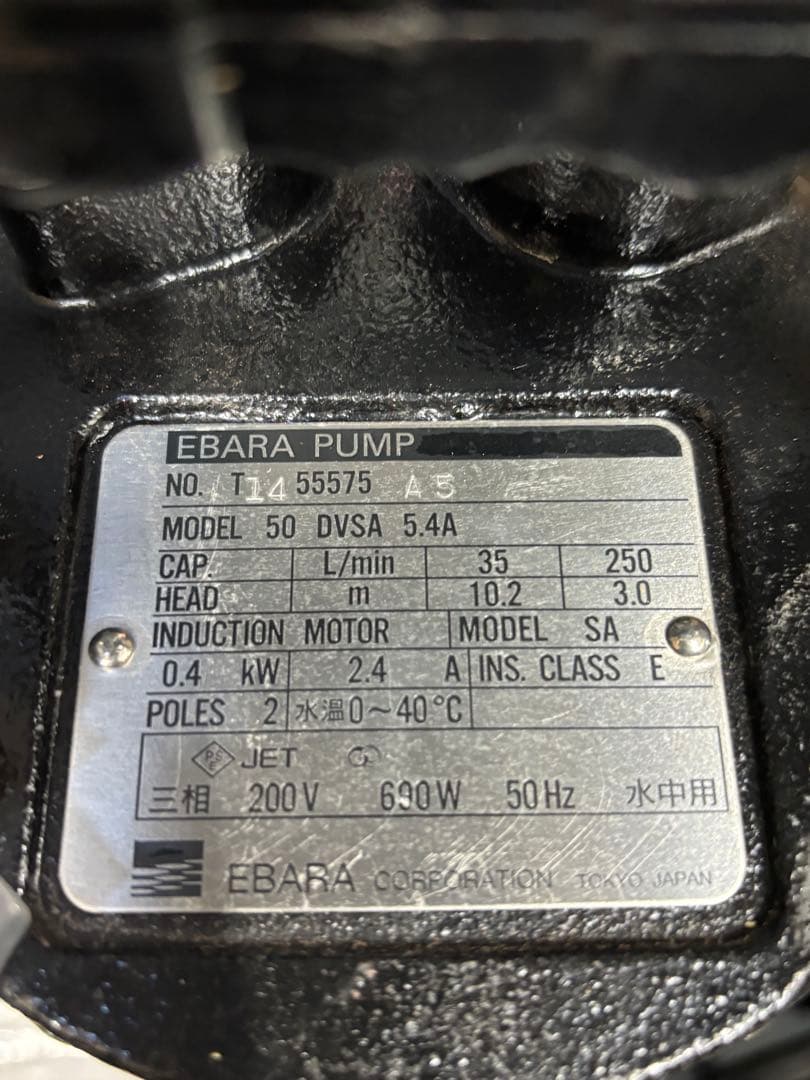 EBARA PUMP
NO. T 14 55575 A5
MODEL 50 DVSA 5.4A
CAP. L/min 35 250
HEAD m 10.2 3.0
INDUCTION MOTOR MODEL SA
0.4 kW 2.4 A INS. CLASS E
POLES 2 水温0~40℃
PSE JET
三相 200V 690W 50Hz 水中用
EBARA CORPORATION TOKYO JAPAN